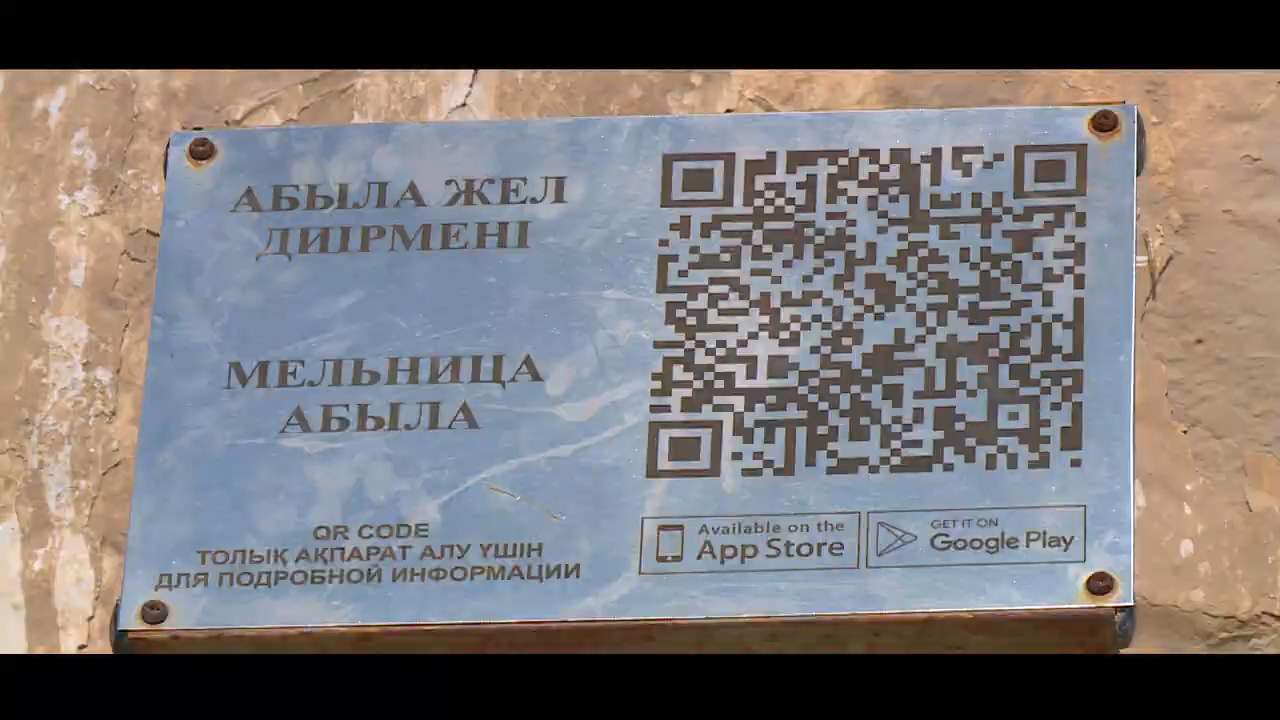 АБЫЛА ЖЕЛ
ДИІРМЕНІ
МЕЛЬНИЦА
АБЫЛА
QR CODE
ТОЛЫҚ АҚПАРАТ АЛУ ҮШІН
ДЛЯ ПОДРОБНОЙ ИНФОРМАЦИИ
Available on the
App Store
GET IT ON
Google Play